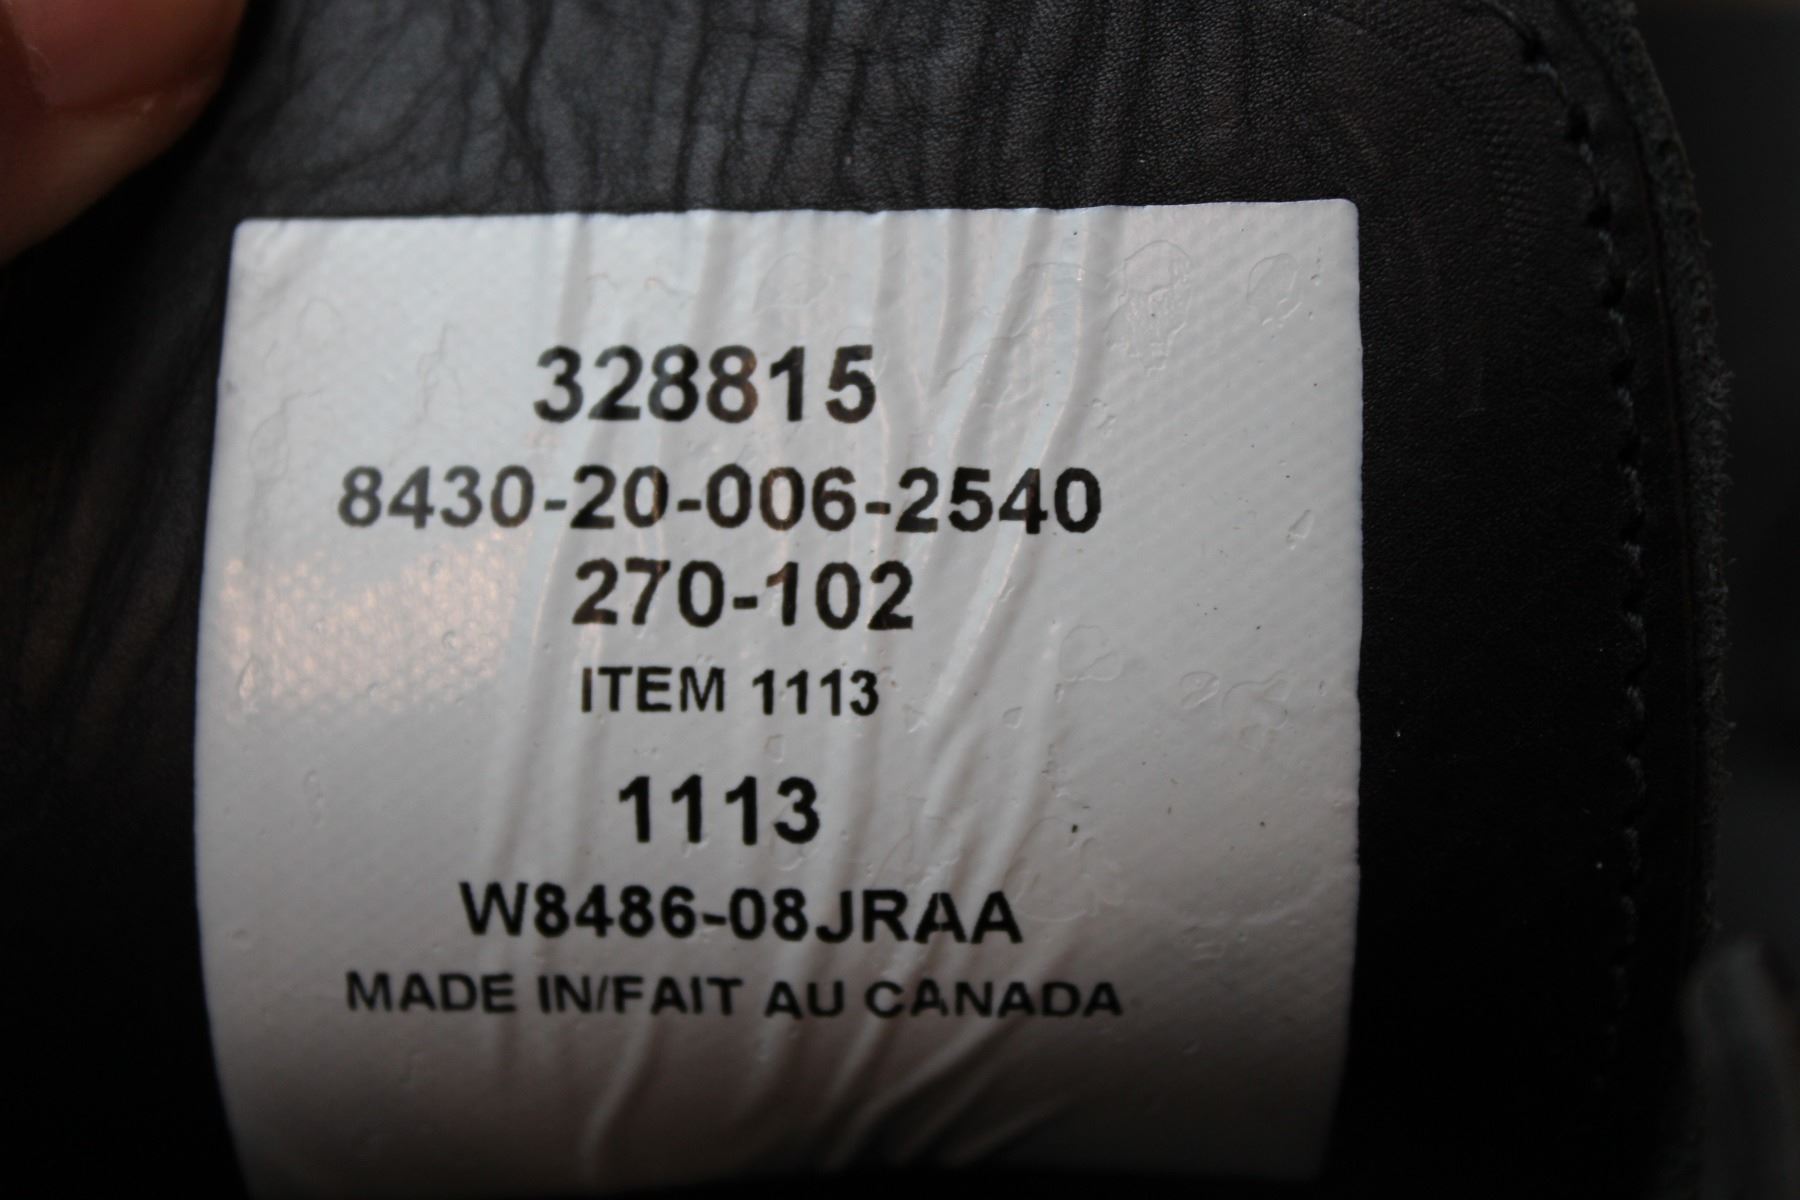 328815
8430-20-006-2540
270-102
ITEM 1113
1113
W8486-08JRAA
MADE IN/FAIT AU CANADA